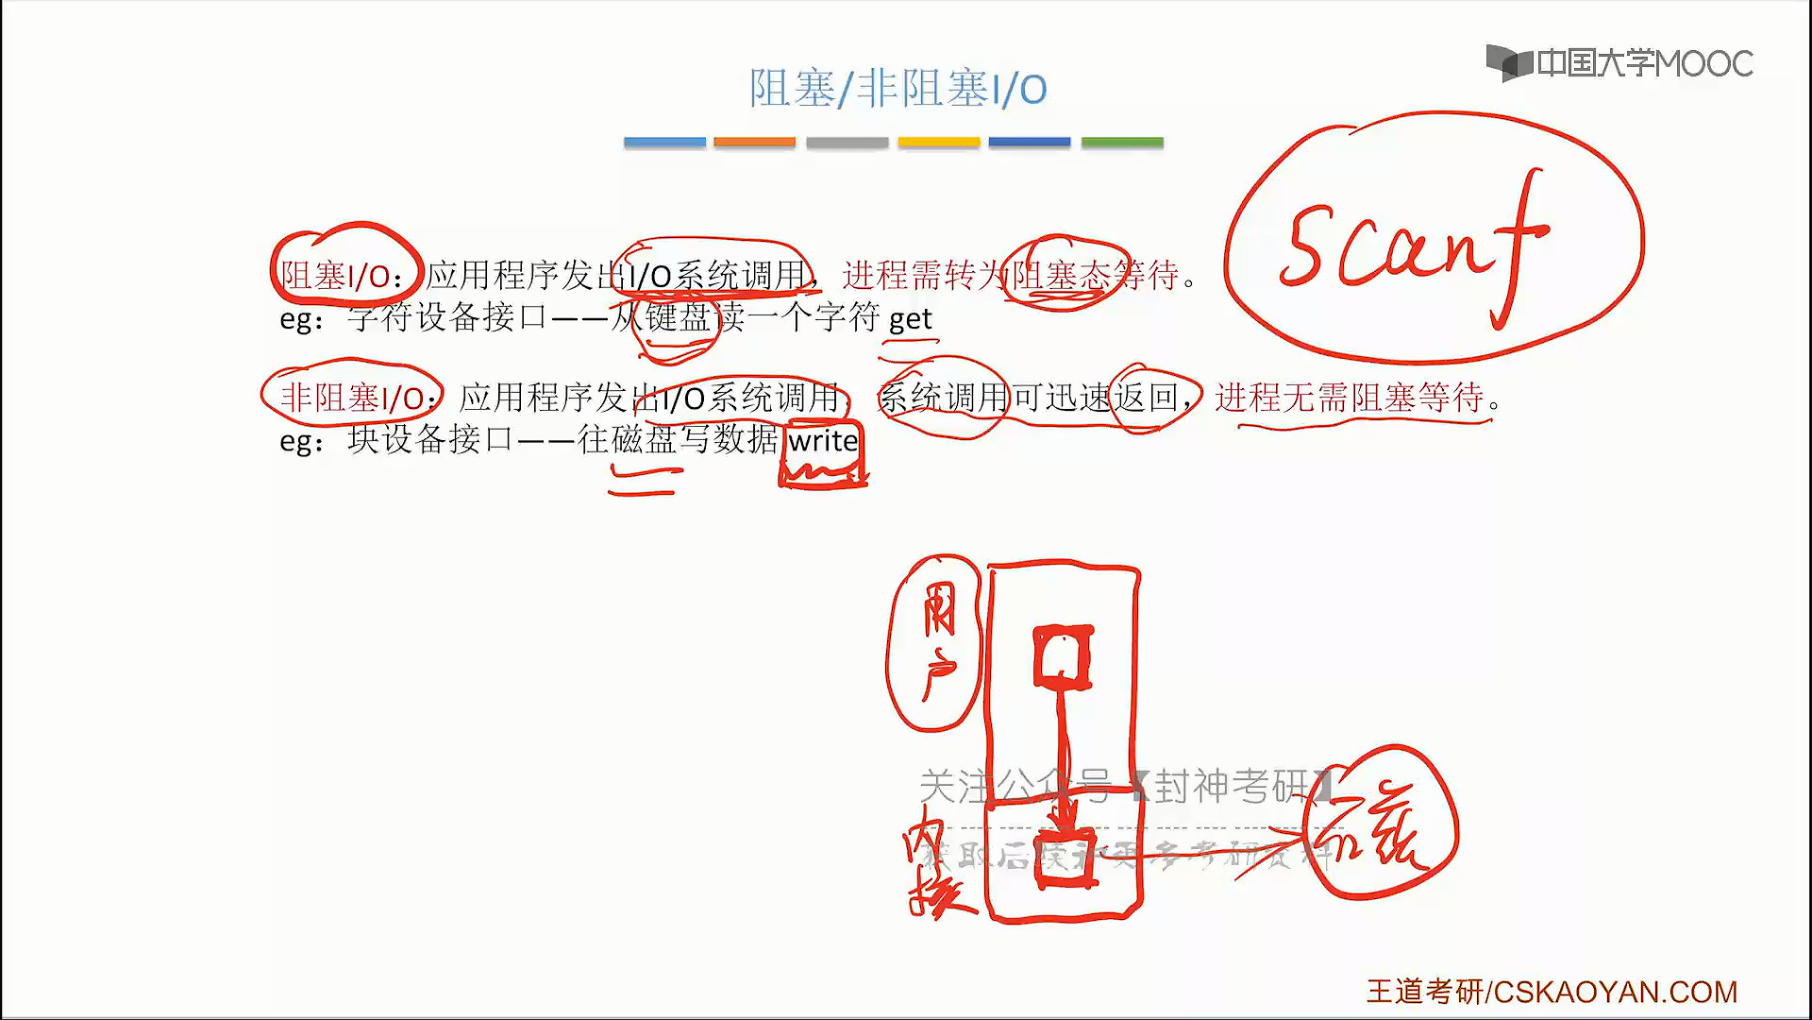 中国大学MOOC
阻塞/非阻塞I/O
scanf
阻塞I/O：应用程序发出I/O系统调用，进程需转为阻塞态等待。
eg：字符设备接口——从键盘读一个字符 get
非阻塞I/O：应用程序发出I/O系统调用，系统调用可迅速返回，进程无需阻塞等待。
eg：块设备接口——往磁盘写数据 write
用户
关注公众号【封神考研】
内核
获取后续和更多考研资料
磁
王道考研/CSKAOYAN.COM